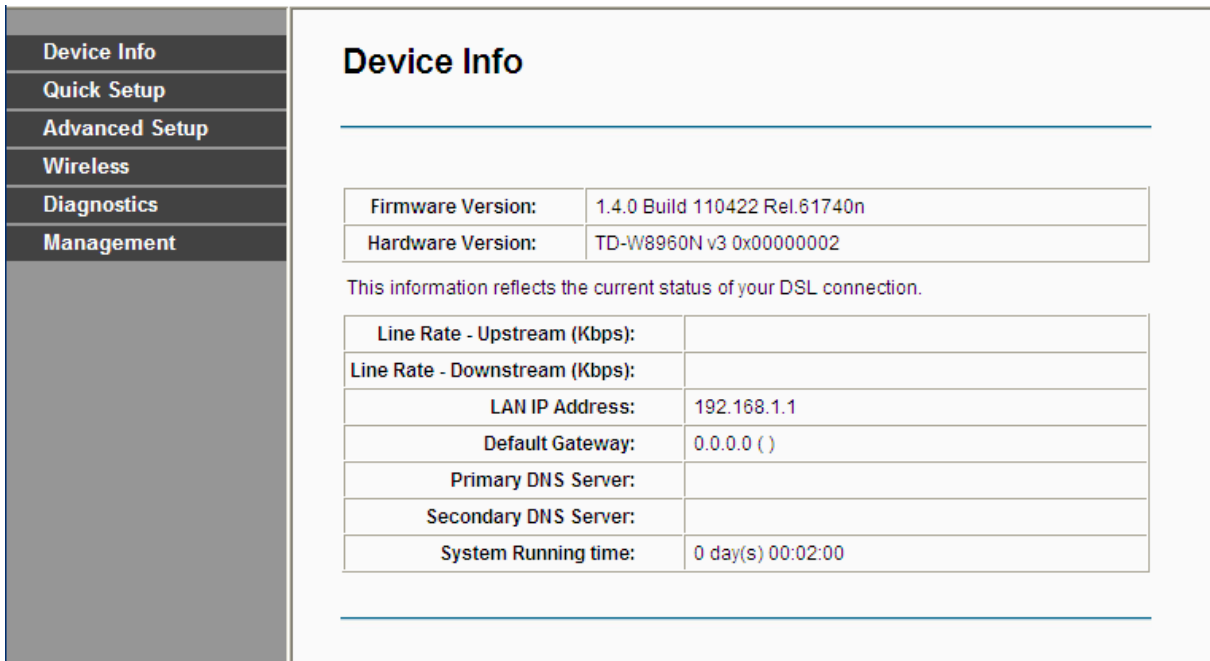 Device Info
Quick Setup
Advanced Setup
Wireless
Diagnostics
Management
Device Info
Firmware Version: 1.4.0 Build 110422 Rel.61740n
Hardware Version: TD-W8960N v3 0x00000002
This information reflects the current status of your DSL connection.
Line Rate - Upstream (Kbps):
Line Rate - Downstream (Kbps):
LAN IP Address: 192.168.1.1
Default Gateway: 0.0.0.0 ( )
Primary DNS Server:
Secondary DNS Server:
System Running time: 0 day(s) 00:02:00